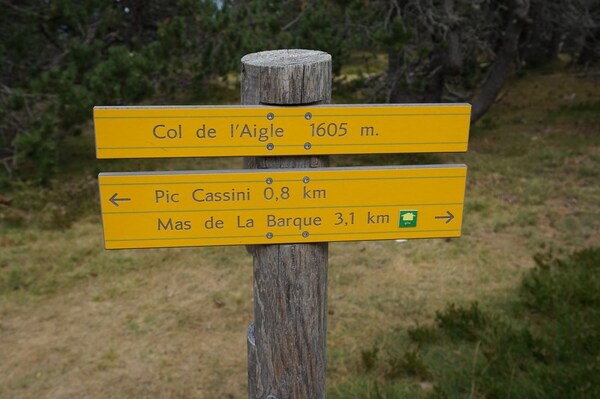 Col de l'Aigle 1605 m.
← Pic Cassini 0,8 km
Mas de La Barque 3,1 km →